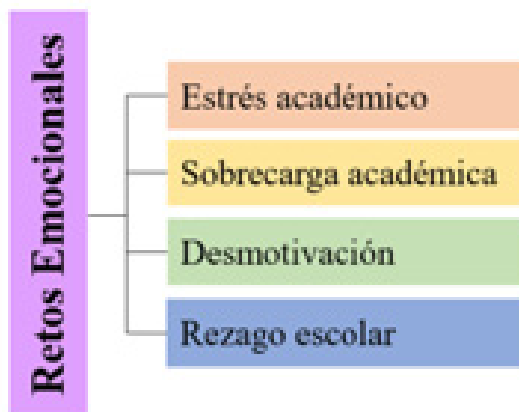 Retos Emocionales
Estrés académico
Sobrecarga académica
Desmotivación
Rezago escolar